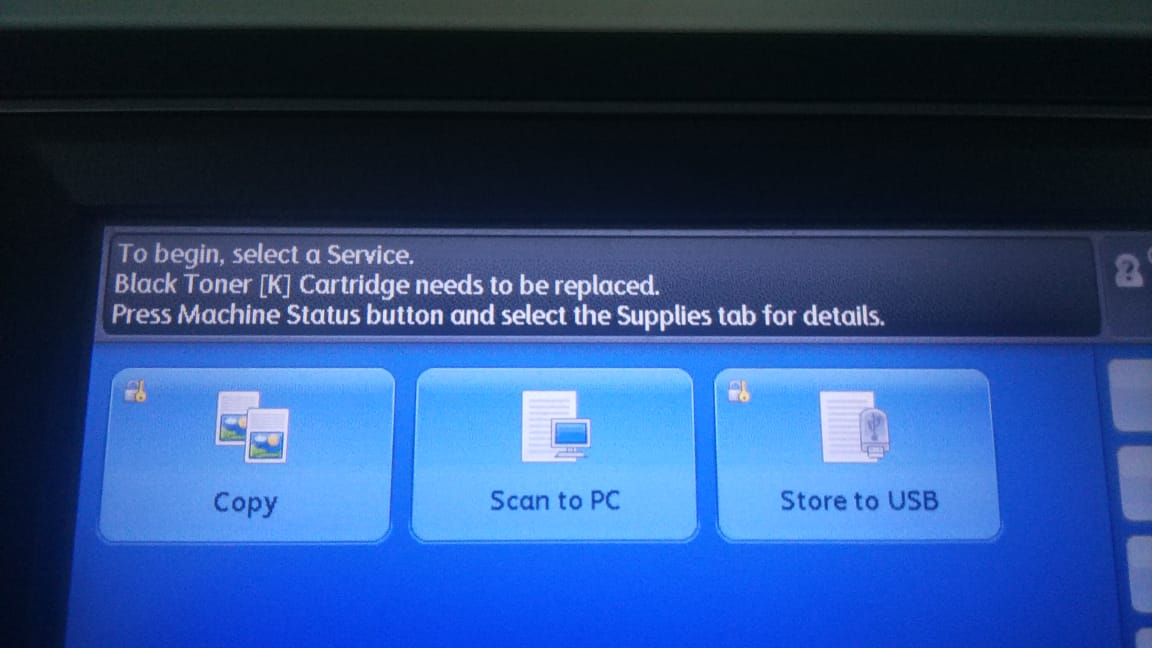 To begin, select a Service.
Black Toner [K] Cartridge needs to be replaced.
Press Machine Status button and select the Supplies tab for details.
Copy
Scan to PC
Store to USB